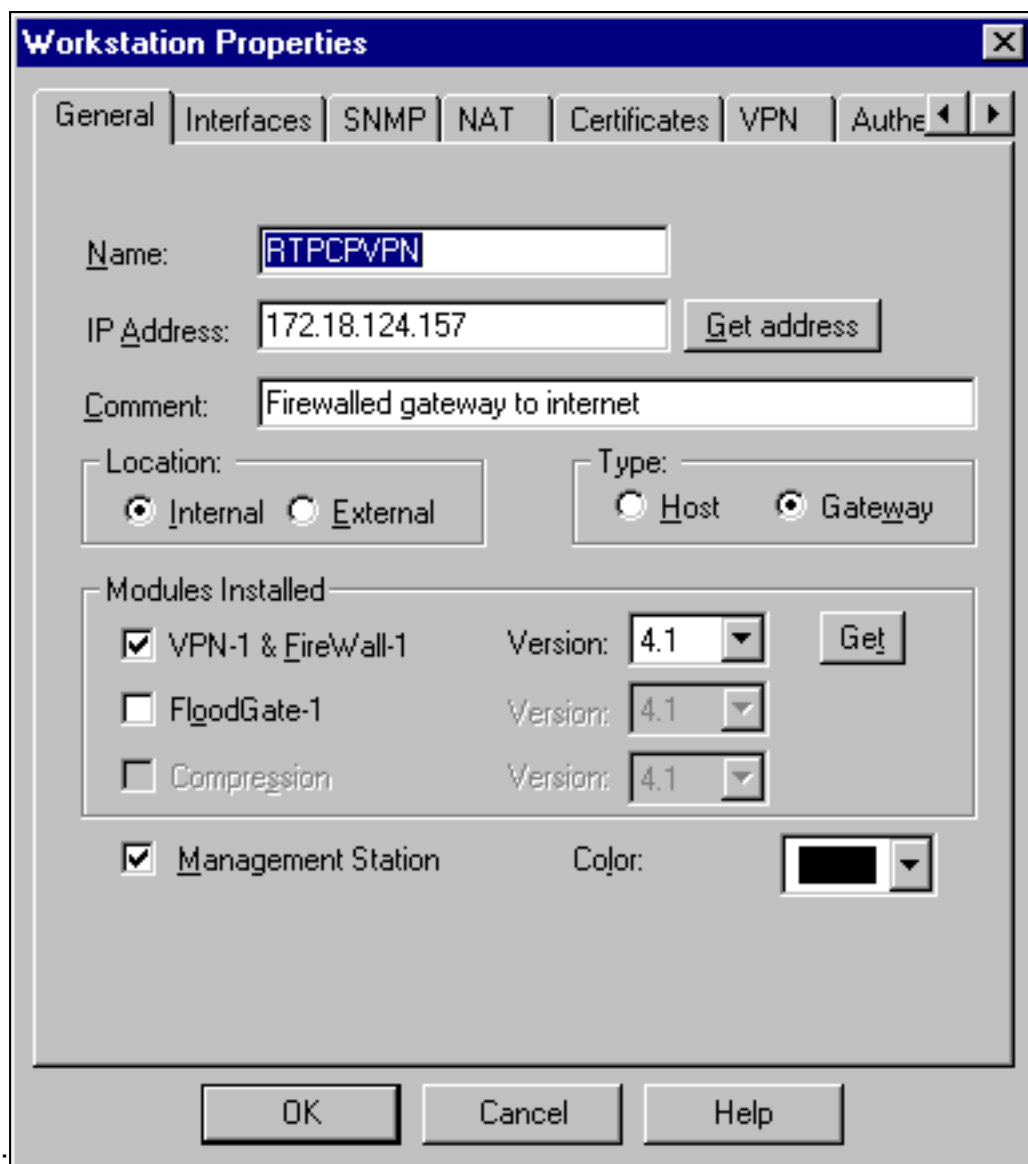 Workstation Properties
General Interfaces SNMP NAT Certificates VPN Authe
Name: RTPCPVPN
IP Address: 172.18.124.157 Get address
Comment: Firewalled gateway to internet
Location: Type:
Internal External Host Gateway
Modules Installed
VPN-1 & FireWall-1 Version: 4.1 Get
FloodGate-1 Version: 4.1
Compression Version: 4.1
Management Station Color:
OK Cancel Help